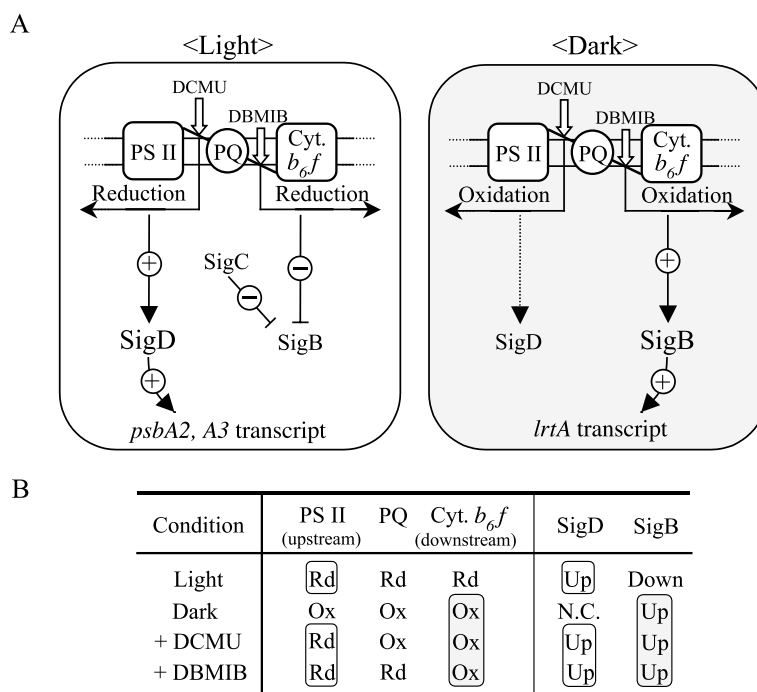 A
<Light>
DCMU
DBMIB
PS II
PQ
Cyt.
b6f
Reduction
Reduction
+
−
SigC
−
SigD
SigB
+
psbA2, A3 transcript
<Dark>
DCMU
DBMIB
PS II
PQ
Cyt.
b6f
Oxidation
Oxidation
+
SigD
SigB
+
lrtA transcript
B
Condition PS II PQ Cyt. b6f SigD SigB
(upstream) (downstream)
Light Rd Rd Rd Up Down
Dark Ox Ox Ox N.C. Up
+ DCMU Rd Ox Ox Up Up
+ DBMIB Rd Rd Ox Up Up